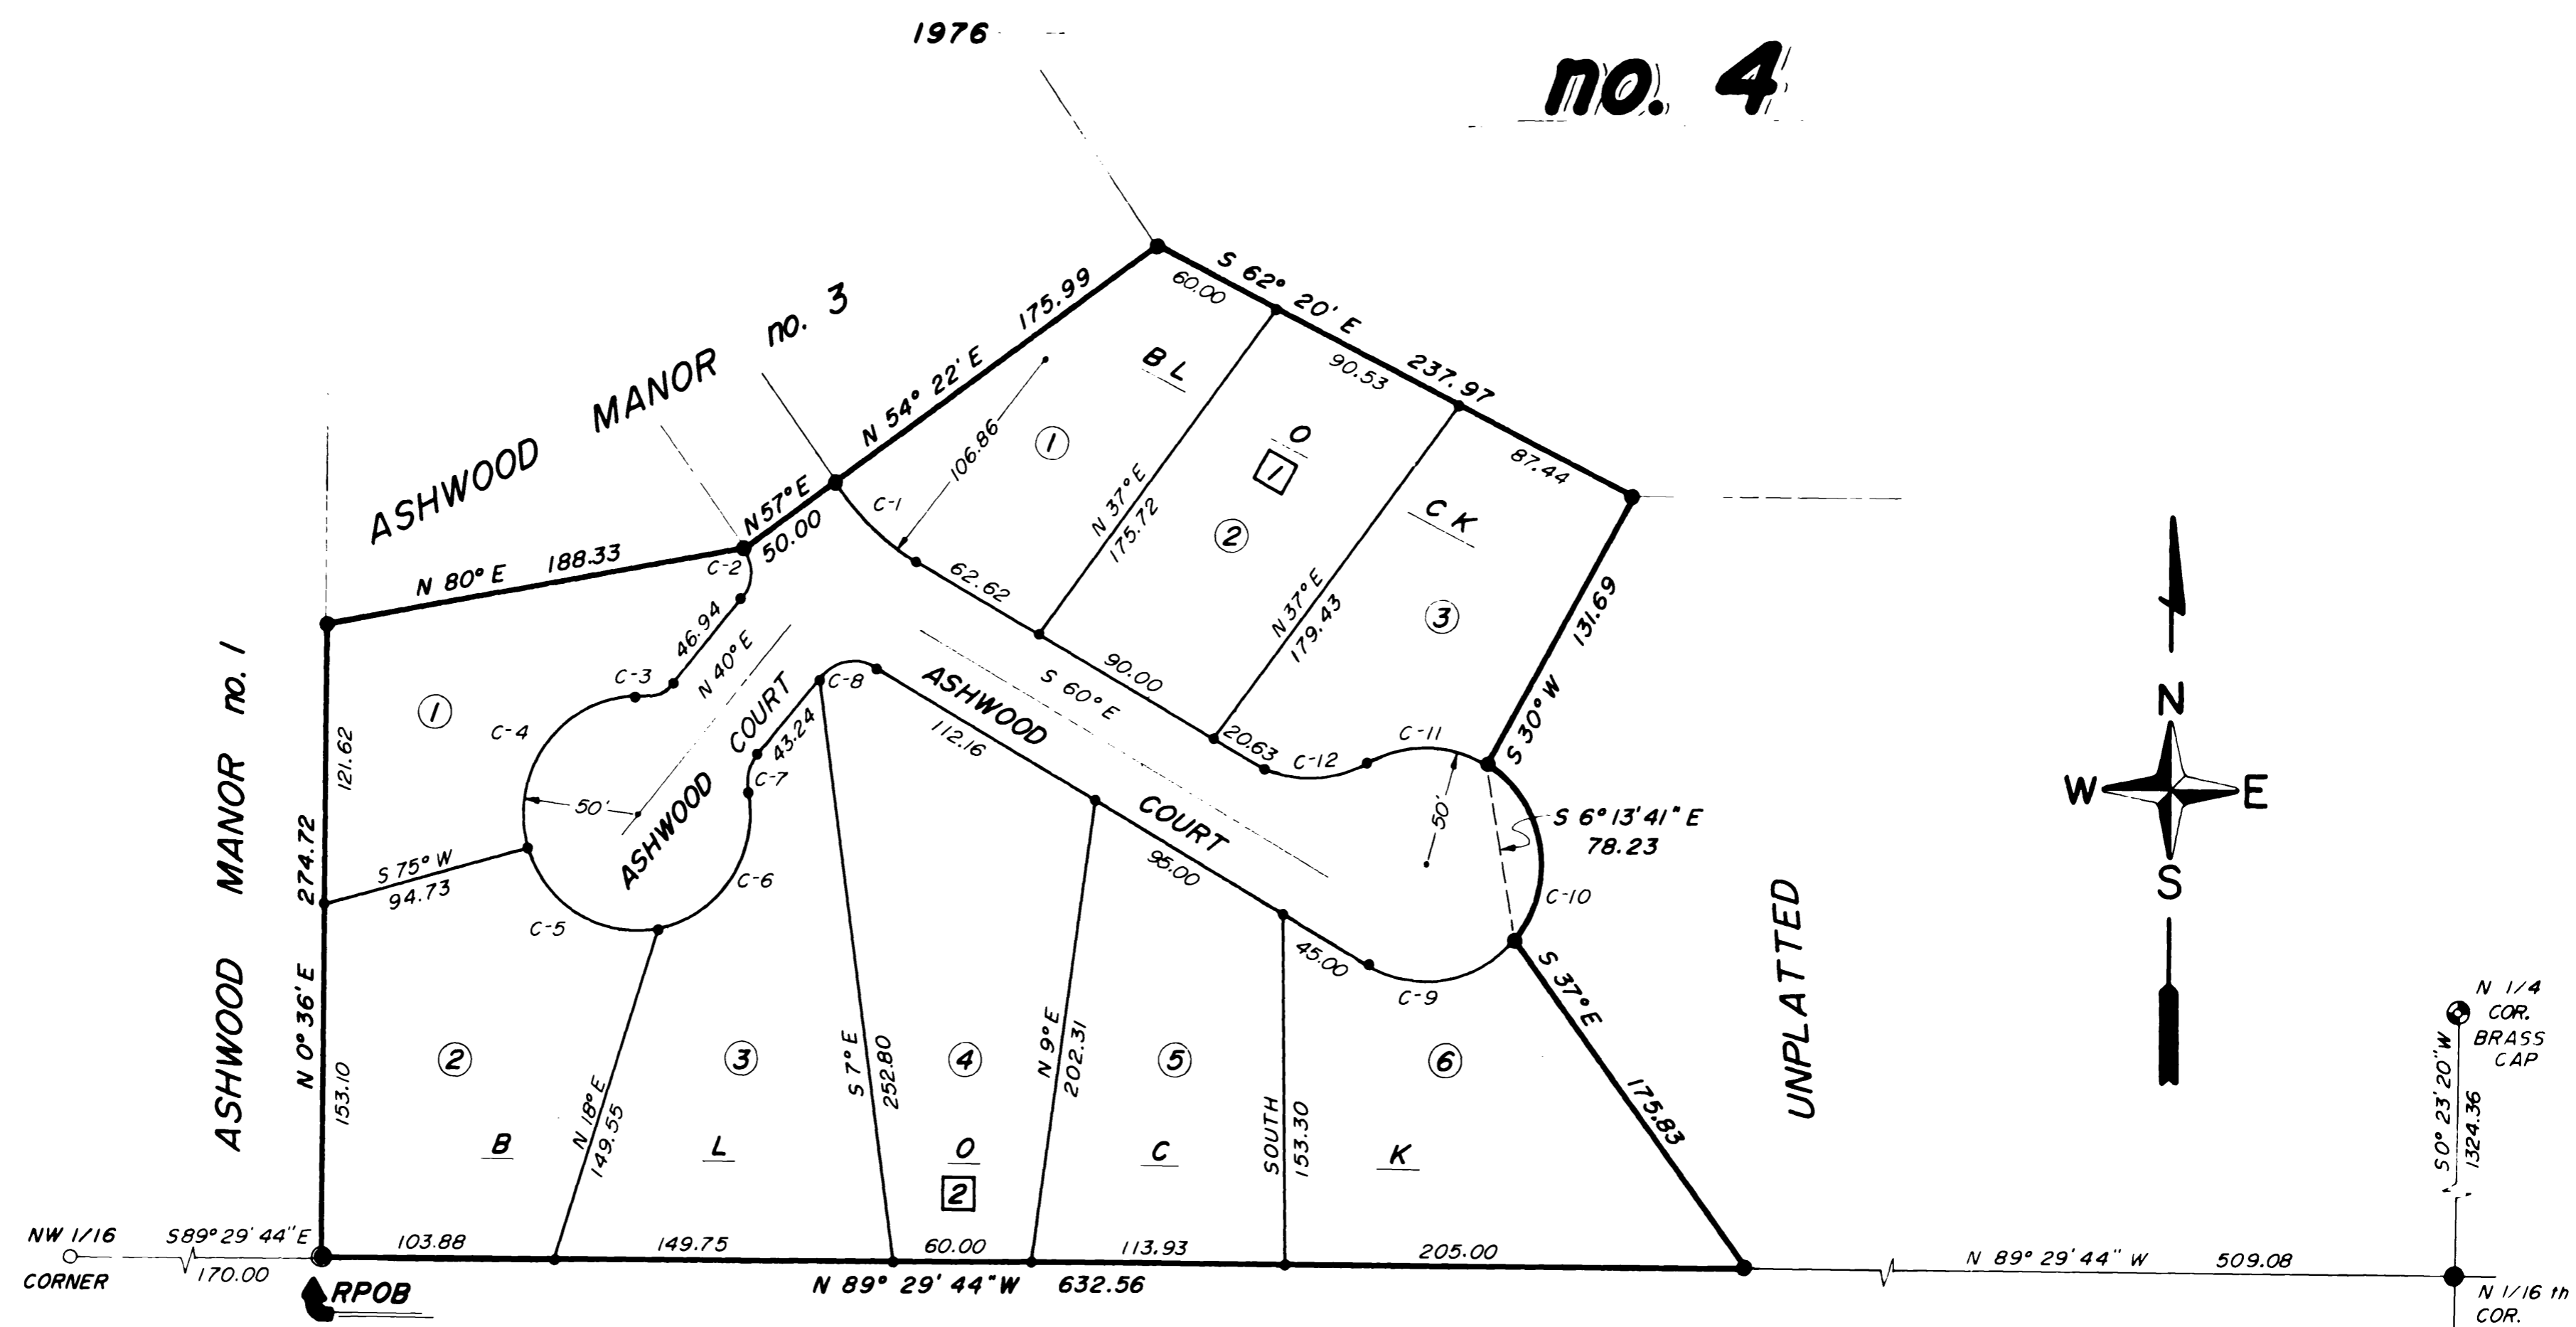 1976
no. 4
S 62° 20' E
60.00
237.97
90.53
87.44
ASHWOOD MANOR no. 3
N 54° 22' E 175.99
106.86
B L
1
C-1
N 57° E
50.00
N 80° E 188.33
C-2
62.62
N 37° E
175.72
O
1
2
C K
N 37° E
179.43
3
131.69
S 30° W
46.94
N 40° E
C-3
C-4
1
50'
121.62
ASHWOOD MANOR no. 1
N 0° 36' E 274.72
S 75° W
94.73
C-5
C-6
C-7
43.24
C-8
ASHWOOD COURT
ASHWOOD COURT
S 60° E
90.00
20.63
C-12
C-11
50'
S 6° 13' 41" E
78.23
C-10
C-9
112.16
95.00
45.00
S 37° E
175.83
UNPLATTED
N
W E
S
153.10
2
B
N 18° E
149.55
3
L
S 7° E
252.80
4
O
2
N 9° E
202.31
5
C
SOUTH
153.30
6
K
N 1/4
COR.
BRASS
CAP
S 0° 23' 20" W
1324.36
NW 1/16
CORNER
S 89° 29' 44" E
170.00
103.88
149.75
60.00
113.93
205.00
N 89° 29' 44" W 632.56
RPOB
N 89° 29' 44" W 509.08
N 1/16 th
COR.